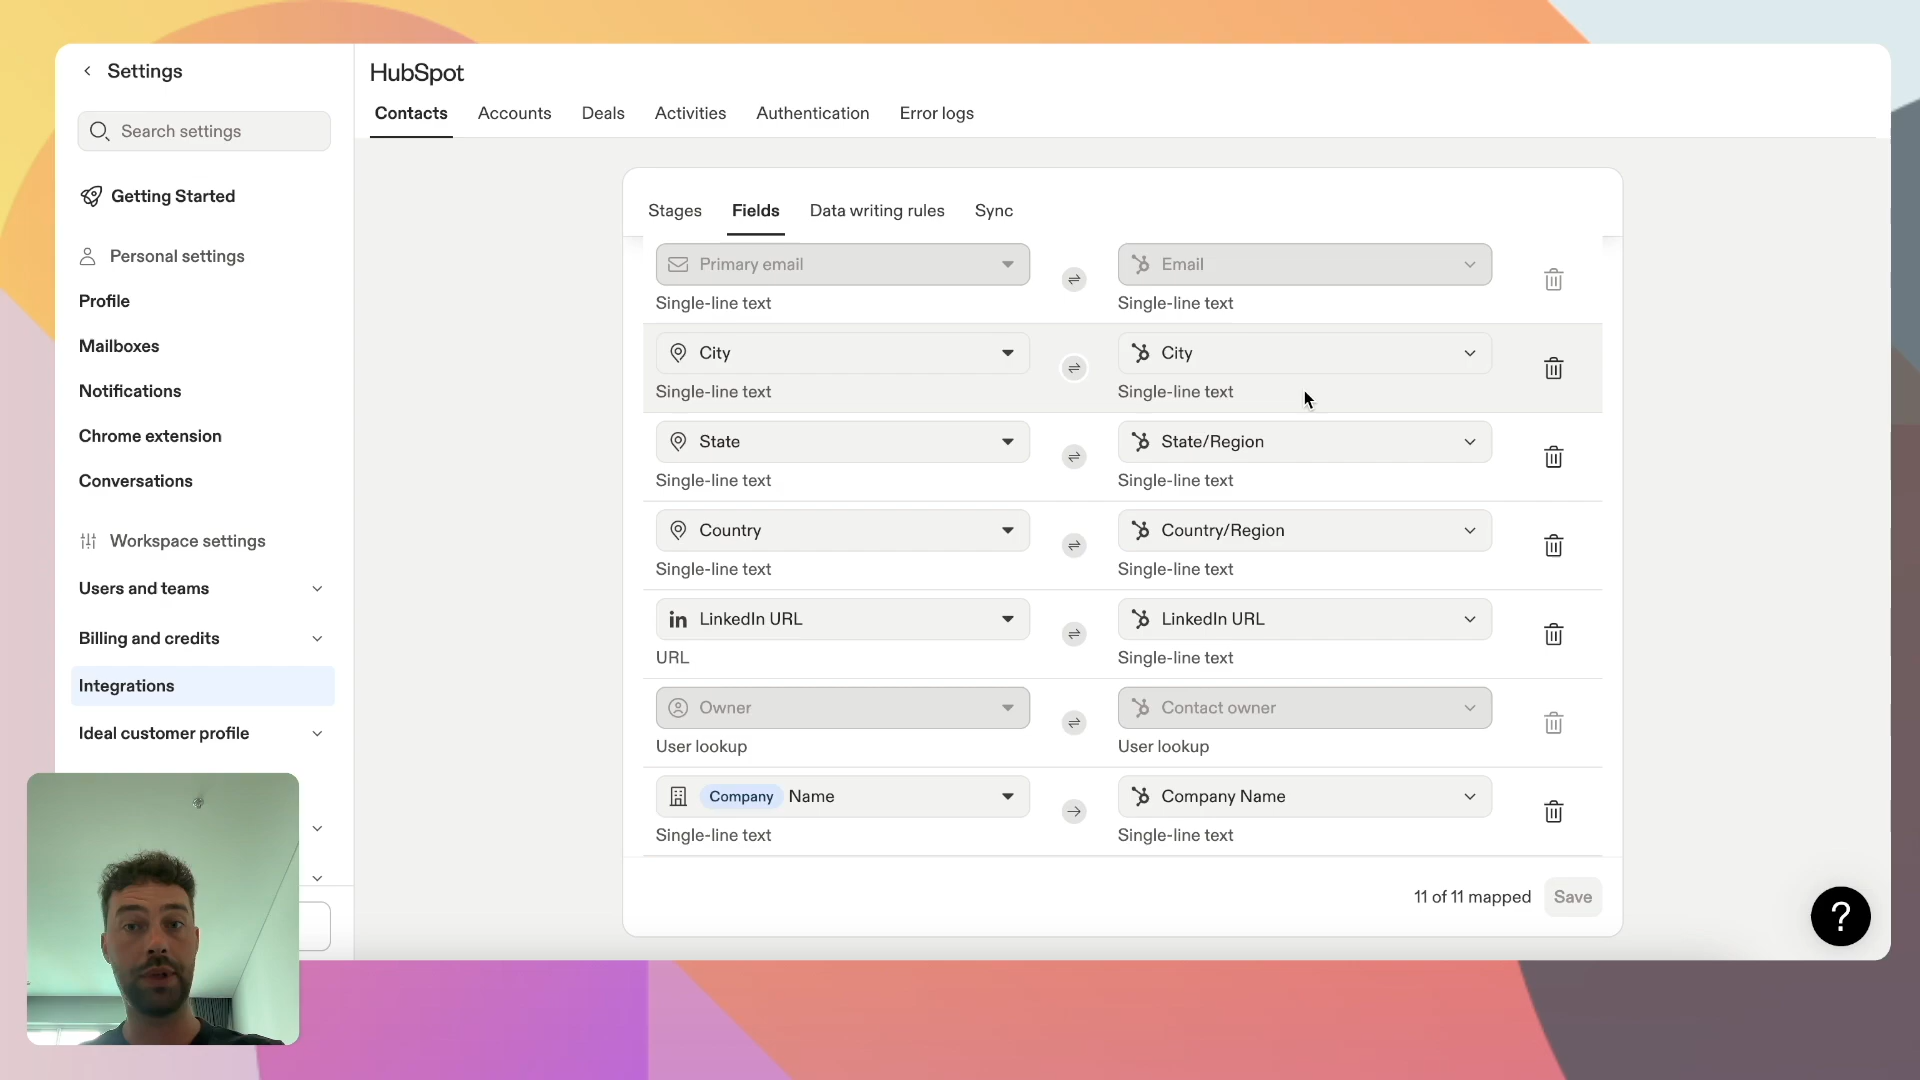 Settings
Search settings
Getting Started
Personal settings
Profile
Mailboxes
Notifications
Chrome extension
Conversations
Workspace settings
Users and teams
Billing and credits
Integrations
Ideal customer profile
HubSpot
Contacts Accounts Deals Activities Authentication Error logs
Stages Fields Data writing rules Sync
Primary email Email
Single-line text Single-line text
City City
Single-line text Single-line text
State State/Region
Single-line text Single-line text
Country Country/Region
Single-line text Single-line text
LinkedIn URL LinkedIn URL
URL Single-line text
Owner Contact owner
User lookup User lookup
Company Name Company Name
Single-line text Single-line text
11 of 11 mapped Save
?